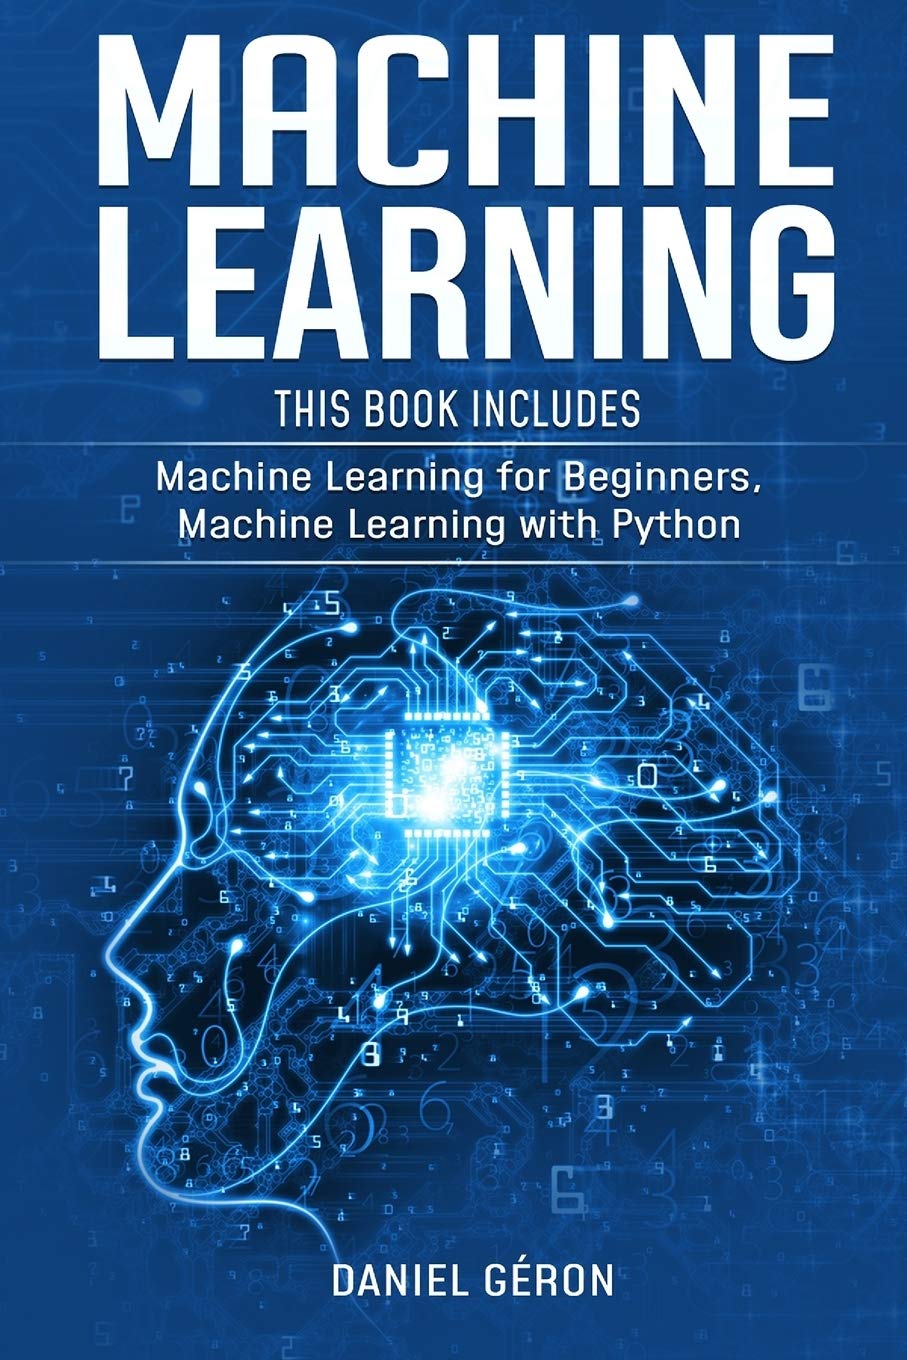 MACHINE
LEARNING
THIS BOOK INCLUDES
Machine Learning for Beginners,
Machine Learning with Python
DANIEL GÉRON